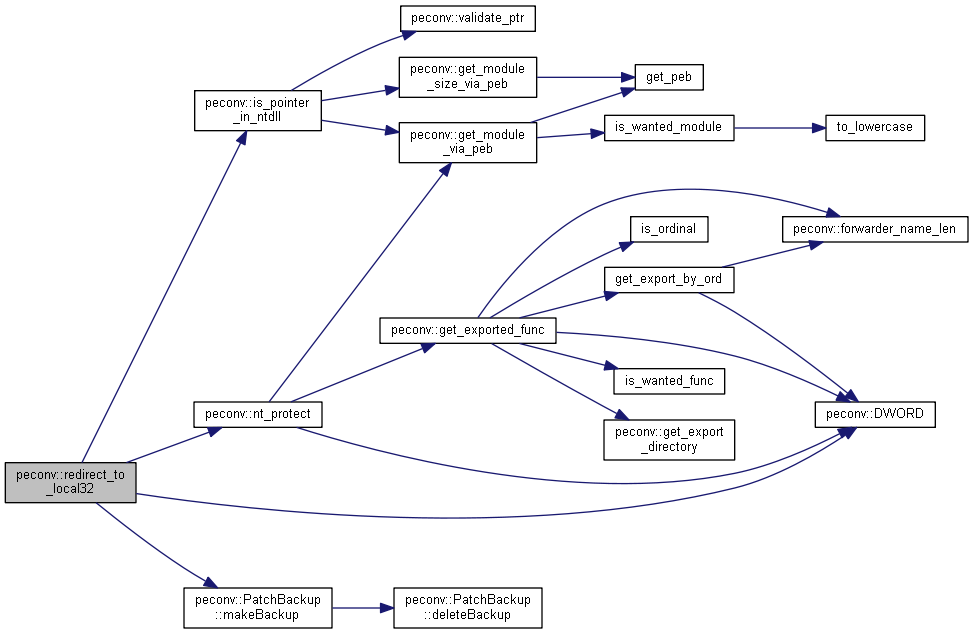 peconv::validate_ptr
peconv::get_module
_size_via_peb
get_peb
peconv::is_pointer
_in_ntdll
peconv::get_module
_via_peb
is_wanted_module
to_lowercase
is_ordinal
peconv::forwarder_name_len
get_export_by_ord
peconv::get_exported_func
is_wanted_func
peconv::nt_protect
peconv::DWORD
peconv::get_export
_directory
peconv::redirect_to
_local32
peconv::PatchBackup
::makeBackup
peconv::PatchBackup
::deleteBackup